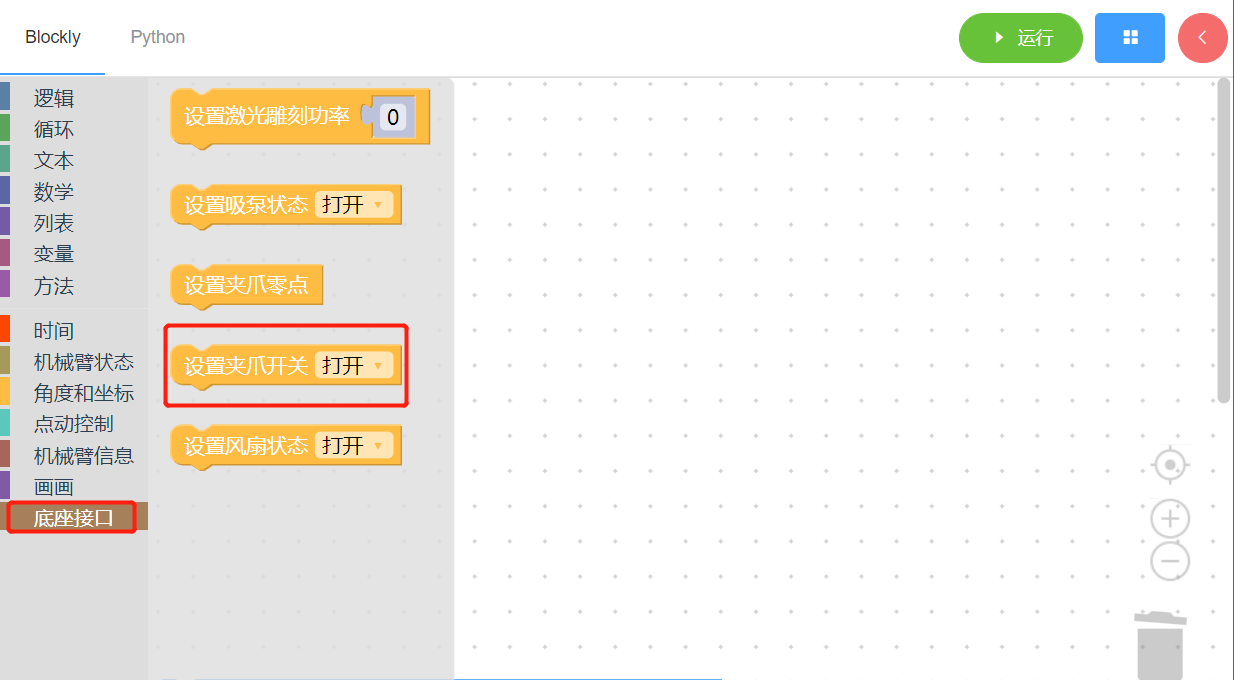 Blockly Python 运行
逻辑
循环
文本
数学
列表
变量
方法
时间
机械臂状态
角度和坐标
点动控制
机械臂信息
画画
底座接口
设置激光雕刻功率 0
设置吸泵状态 打开
设置夹爪零点
设置夹爪开关 打开
设置风扇状态 打开